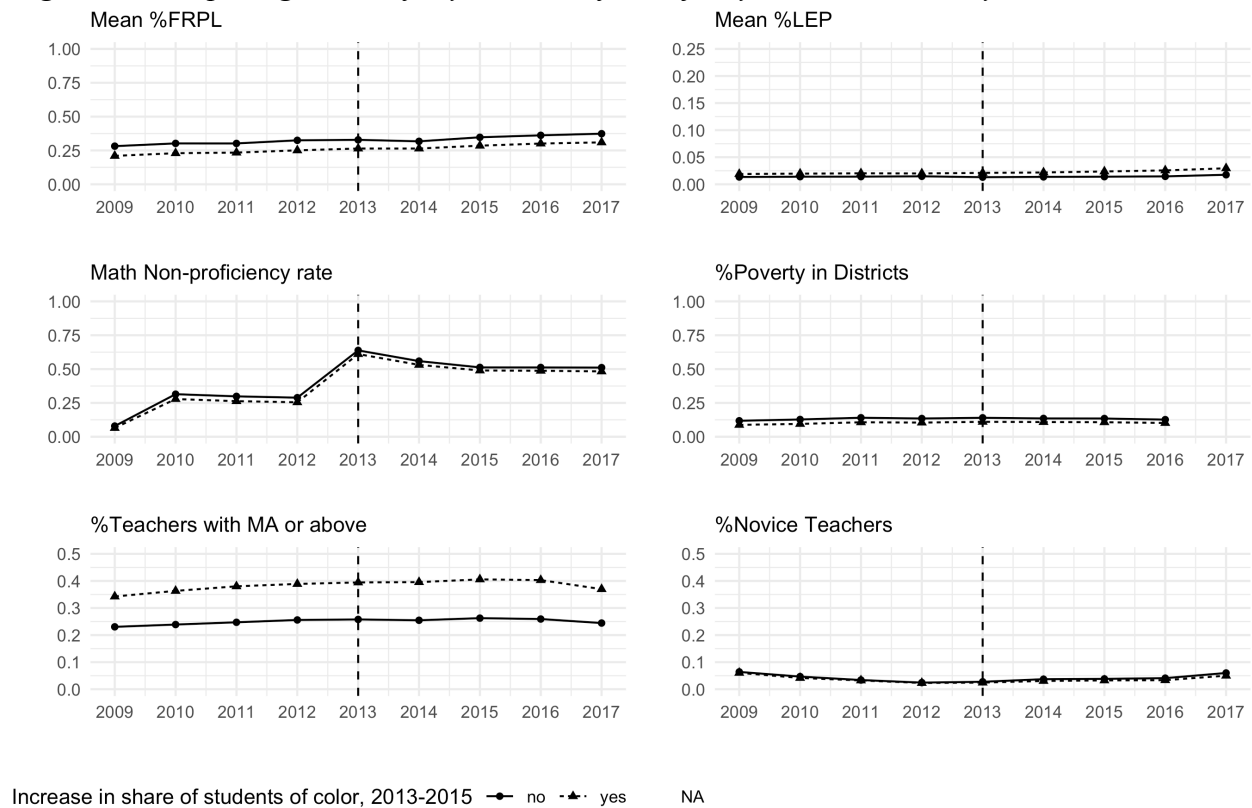 Mean %FRPL
1.00
0.75
0.50
0.25
0.00
2009 2010 2011 2012 2013 2014 2015 2016 2017
Mean %LEP
0.25
0.20
0.15
0.10
0.05
0.00
2009 2010 2011 2012 2013 2014 2015 2016 2017
Math Non-proficiency rate
1.00
0.75
0.50
0.25
0.00
2009 2010 2011 2012 2013 2014 2015 2016 2017
%Poverty in Districts
1.00
0.75
0.50
0.25
0.00
2009 2010 2011 2012 2013 2014 2015 2016 2017
%Teachers with MA or above
0.5
0.4
0.3
0.2
0.1
0.0
2009 2010 2011 2012 2013 2014 2015 2016 2017
%Novice Teachers
0.5
0.4
0.3
0.2
0.1
0.0
2009 2010 2011 2012 2013 2014 2015 2016 2017
Increase in share of students of color, 2013-2015 no yes NA